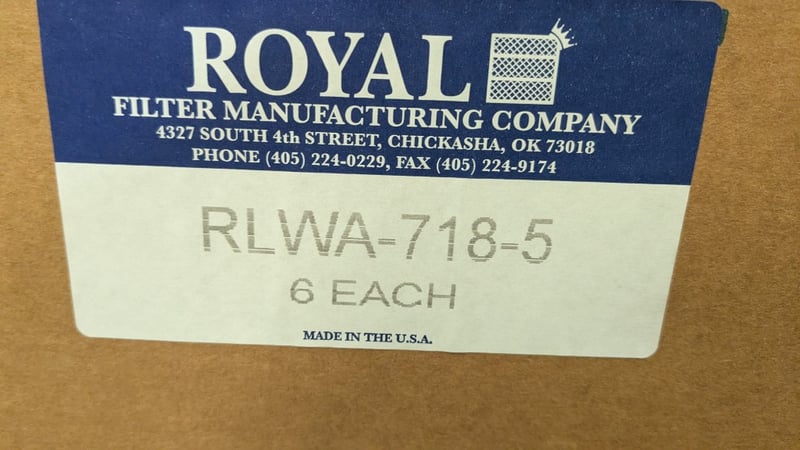 ROYAL
FILTER MANUFACTURING COMPANY
4327 SOUTH 4th STREET, CHICKASHA, OK 73018
PHONE (405) 224-0229, FAX (405) 224-9174
RLWA-718-5
6 EACH
MADE IN THE U.S.A.